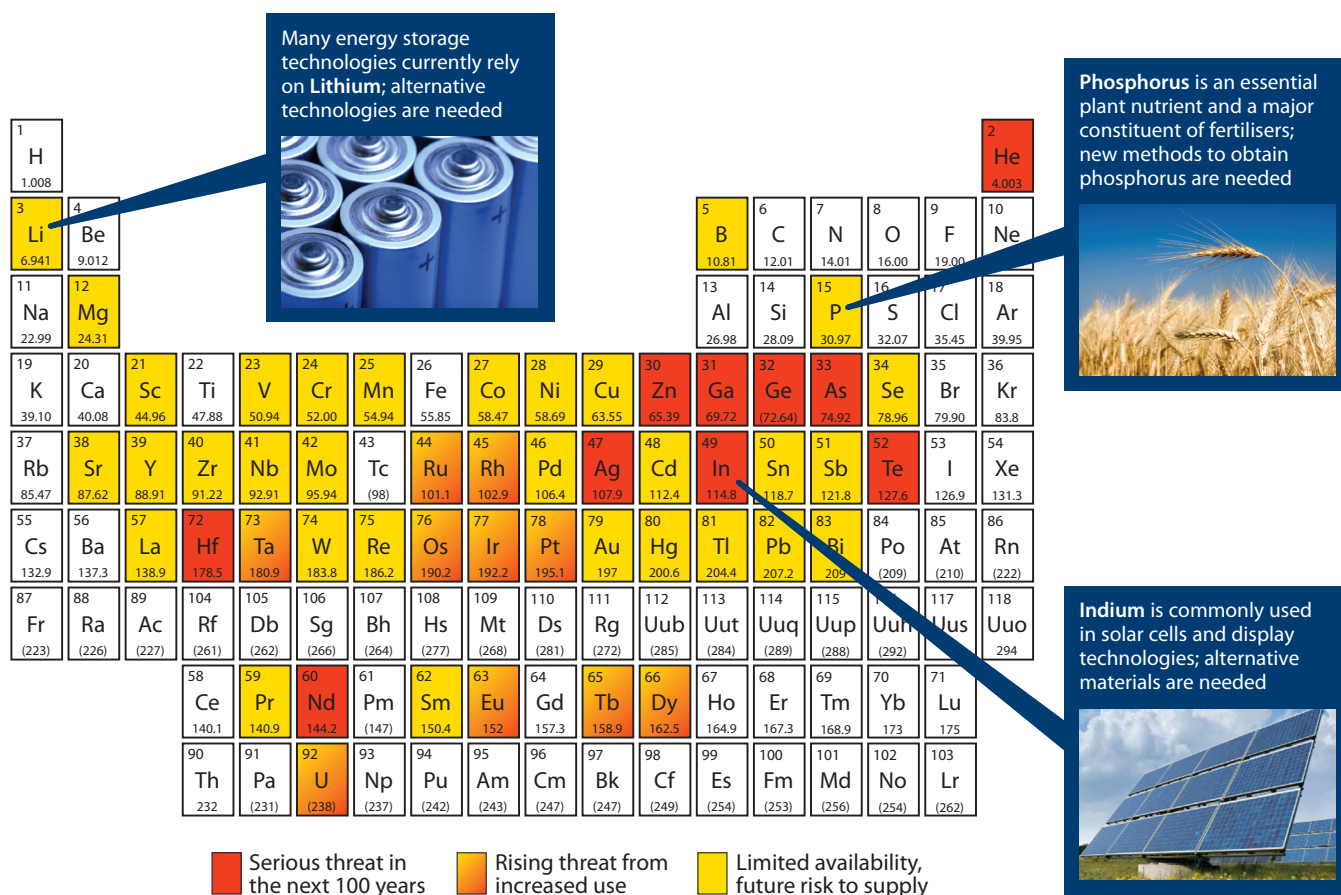 Many energy storage
technologies currently rely
on Lithium; alternative
technologies are needed
Phosphorus is an essential
plant nutrient and a major
constituent of fertilisers;
new methods to obtain
phosphorus are needed
1 2
H He
1.008 4.003
3 4 5 6 7 8 9 10
Li Be B C N O F Ne
6.941 9.012 10.81 12.01 14.01 16.00 19.00
11 12 13 14 15 16 17 18
Na Mg Al Si P S Cl Ar
22.99 24.31 26.98 28.09 30.97 32.07 35.45 39.95
19 20 21 22 23 24 25 26 27 28 29 30 31 32 33 34 35 36
K Ca Sc Ti V Cr Mn Fe Co Ni Cu Zn Ga Ge As Se Br Kr
39.10 40.08 44.96 47.88 50.94 52.00 54.94 55.85 58.47 58.69 63.55 65.39 69.72 (72.64) 74.92 78.96 79.90 83.8
37 38 39 40 41 42 43 44 45 46 47 48 49 50 51 52 53 54
Rb Sr Y Zr Nb Mo Tc Ru Rh Pd Ag Cd In Sn Sb Te I Xe
85.47 87.62 88.91 91.22 92.91 95.94 (98) 101.1 102.9 106.4 107.9 112.4 114.8 118.7 121.8 127.6 126.9 131.3
55 56 57 72 73 74 75 76 77 78 79 80 81 82 83 84 85 86
Cs Ba La Hf Ta W Re Os Ir Pt Au Hg Tl Pb Bi Po At Rn
132.9 137.3 138.9 178.5 180.9 183.8 186.2 190.2 192.2 195.1 197 200.6 204.4 207.2 209 (209) (210) (222)
87 88 89 104 105 106 107 108 109 110 111 112 113 114 115 117 118
Fr Ra Ac Rf Db Sg Bh Hs Mt Ds Rg Uub Uut Uuq Uup Uus Uuo
(223) (226) (227) (261) (262) (266) (264) (277) (268) (281) (272) (285) (284) (289) (288) (292) 294
58 59 60 61 62 63 64 65 66 67 68 69 70 71
Ce Pr Nd Pm Sm Eu Gd Tb Dy Ho Er Tm Yb Lu
140.1 140.9 144.2 (147) 150.4 152 157.3 158.9 162.5 164.9 167.3 168.9 173 175
90 91 92 93 94 95 96 97 98 99 100 101 102 103
Th Pa U Np Pu Am Cm Bk Cf Es Fm Md No Lr
232 (231) (238) (237) (242) (243) (247) (247) (249) (254) (253) (256) (254) (262)
Indium is commonly used
in solar cells and display
technologies; alternative
materials are needed
Serious threat in
the next 100 years
Rising threat from
increased use
Limited availability,
future risk to supply